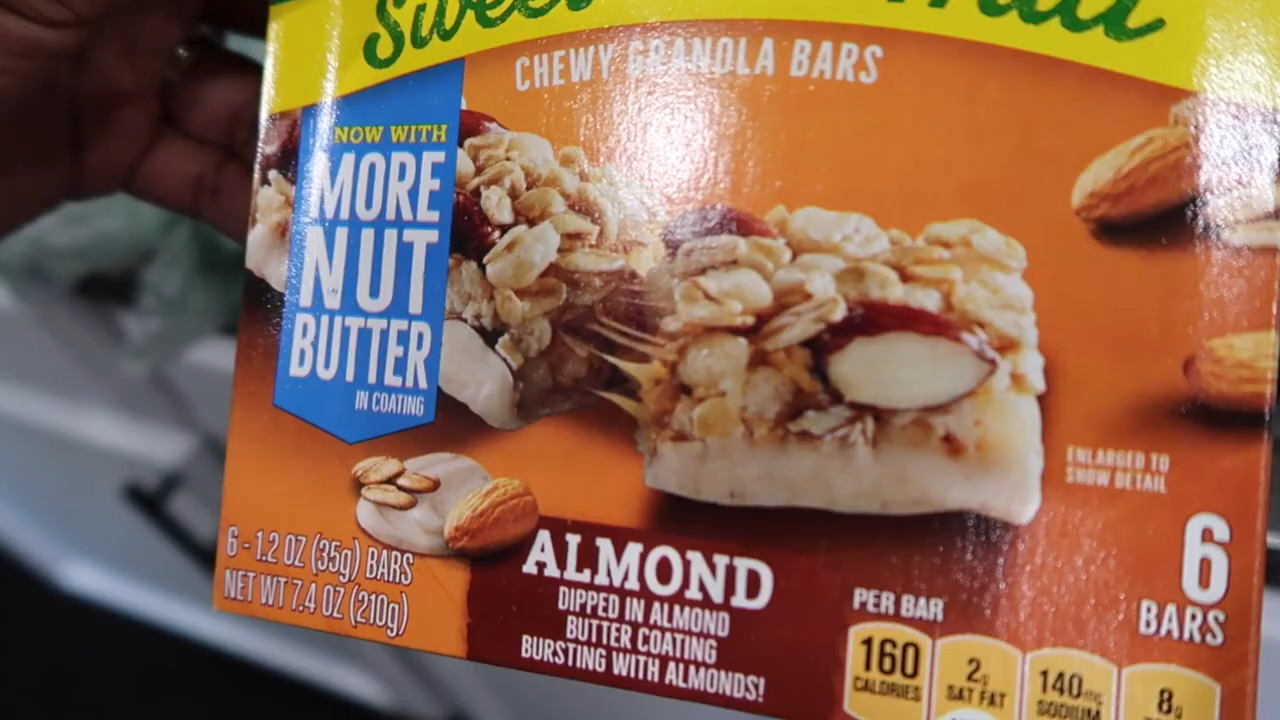 Sweet
CHEWY GRANOLA BARS
NOW WITH
MORE
NUT
BUTTER
IN COATING
ENLARGED TO
SHOW DETAIL
6 - 1.2 OZ (35g) BARS
NET WT 7.4 OZ (210g)
ALMOND
DIPPED IN ALMOND
BUTTER COATING
BURSTING WITH ALMONDS!
6
BARS
PER BAR
160
CALORIES
2g
SAT FAT
140mg
SODIUM
8g